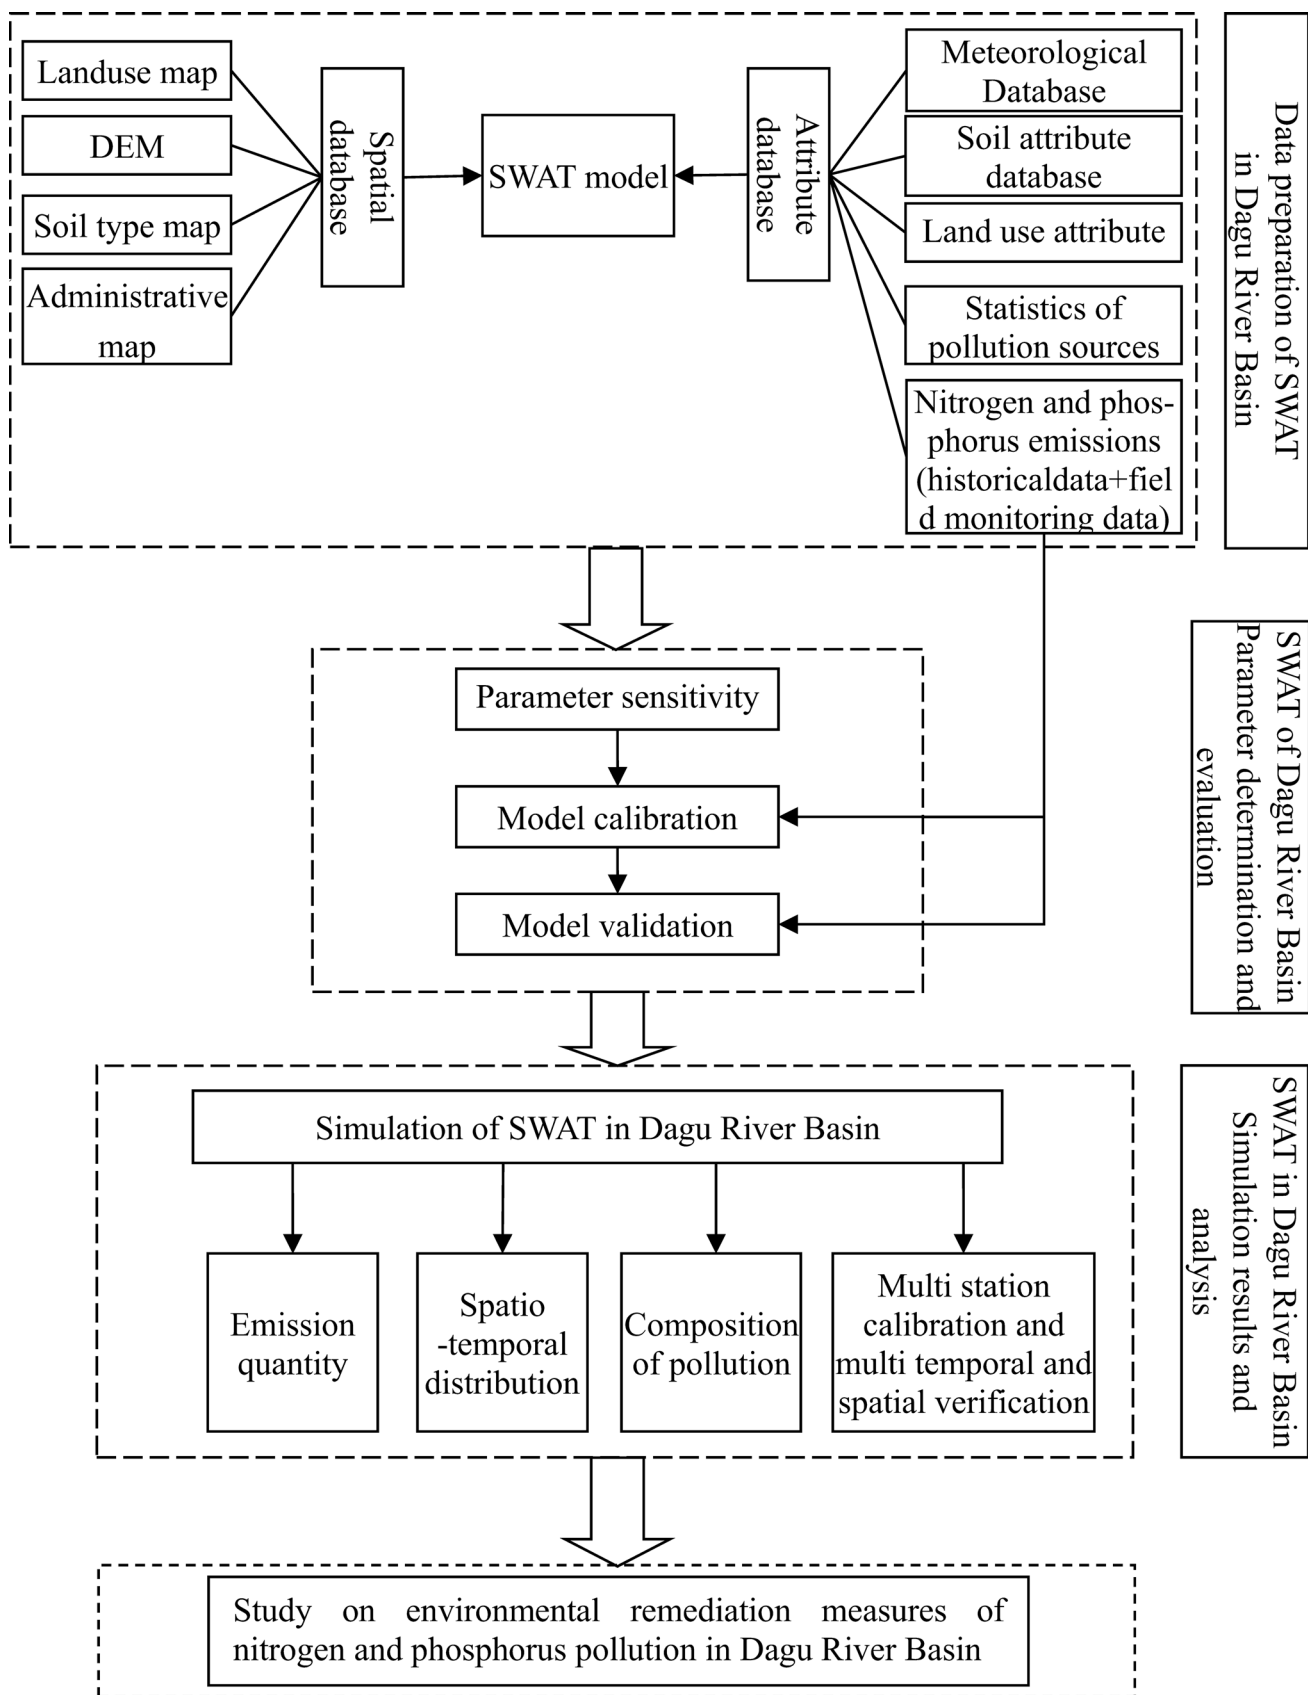 Landuse map
DEM
Soil type map
Administrative
map
Spatial
database
SWAT model
Attribute
database
Meteorological
Database
Soil attribute
database
Land use attribute
Statistics of
pollution sources
Nitrogen and phos-
phorus emissions
(historicaldata+fiel
d monitoring data)
Data preparation of SWAT
in Dagu River Basin
Parameter sensitivity
Model calibration
Model validation
SWAT of Dagu River Basin
Parameter determination and
evaluation
Simulation of SWAT in Dagu River Basin
Emission
quantity
Spatio
-temporal
distribution
Composition
of pollution
Multi station
calibration and
multi temporal and
spatial verification
SWAT in Dagu River Basin
Simulation results and
analysis
Study on environmental remediation measures of
nitrogen and phosphorus pollution in Dagu River Basin